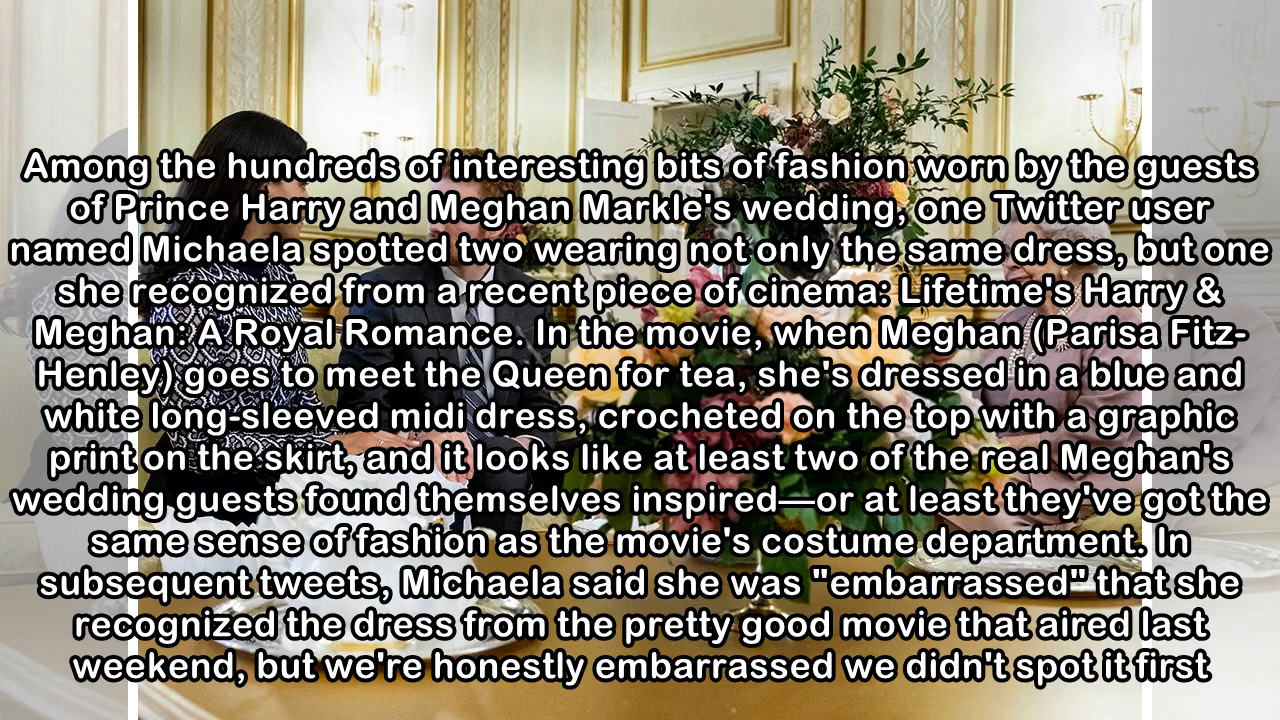 Among the hundreds of interesting bits of fashion worn by the guests
of Prince Harry and Meghan Markle's wedding, one Twitter user
named Michaela spotted two wearing not only the same dress, but one
she recognized from a recent piece of cinema: Lifetime's Harry &
Meghan: A Royal Romance. In the movie, when Meghan (Parisa Fitz-
Henley) goes to meet the Queen for tea, she's dressed in a blue and
white long-sleeved midi dress, crocheted on the top with a graphic
print on the skirt, and it looks like at least two of the real Meghan's
wedding guests found themselves inspired—or at least they've got the
same sense of fashion as the movie's costume department. In
subsequent tweets, Michaela said she was "embarrassed" that she
recognized the dress from the pretty good movie that aired last
weekend, but we're honestly embarrassed we didn't spot it first